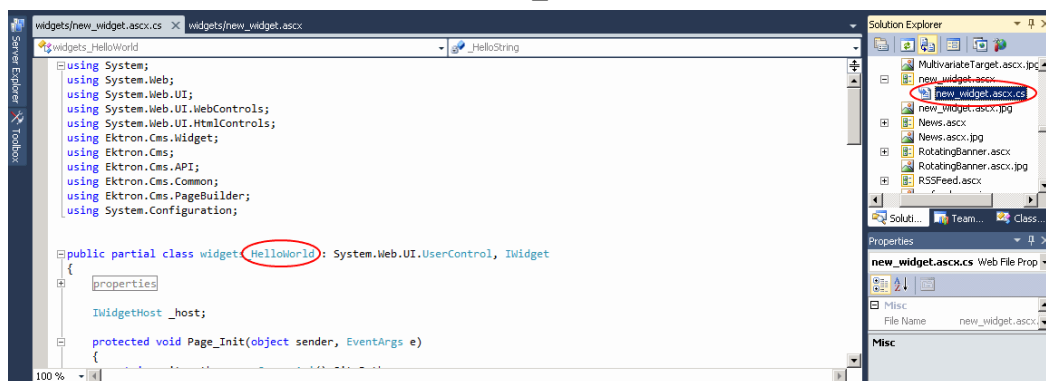 widgets/new_widget.ascx.cs widgets/new_widget.ascx
widgets_HelloWorld _HelloString
Server Explorer
Toolbox
using System;
using System.Web;
using System.Web.UI;
using System.Web.UI.WebControls;
using System.Web.UI.HtmlControls;
using Ektron.Cms.Widget;
using Ektron.Cms;
using Ektron.Cms.API;
using Ektron.Cms.Common;
using Ektron.Cms.PageBuilder;
using System.Configuration;
public partial class widgets HelloWorld : System.Web.UI.UserControl, IWidget
{
properties
IWidgetHost _host;
protected void Page_Init(object sender, EventArgs e)
{
100 %
Solution Explorer
MultivariateTarget.ascx.jpg
new_widget.ascx
new_widget.ascx.cs
new_widget.ascx.jpg
News.ascx
News.ascx.jpg
RotatingBanner.ascx
RotatingBanner.ascx.jpg
RSSFeed.ascx
Soluti... Team... Class...
Properties
new_widget.ascx.cs Web File Prop
Misc
File Name new_widget.ascx.
Misc